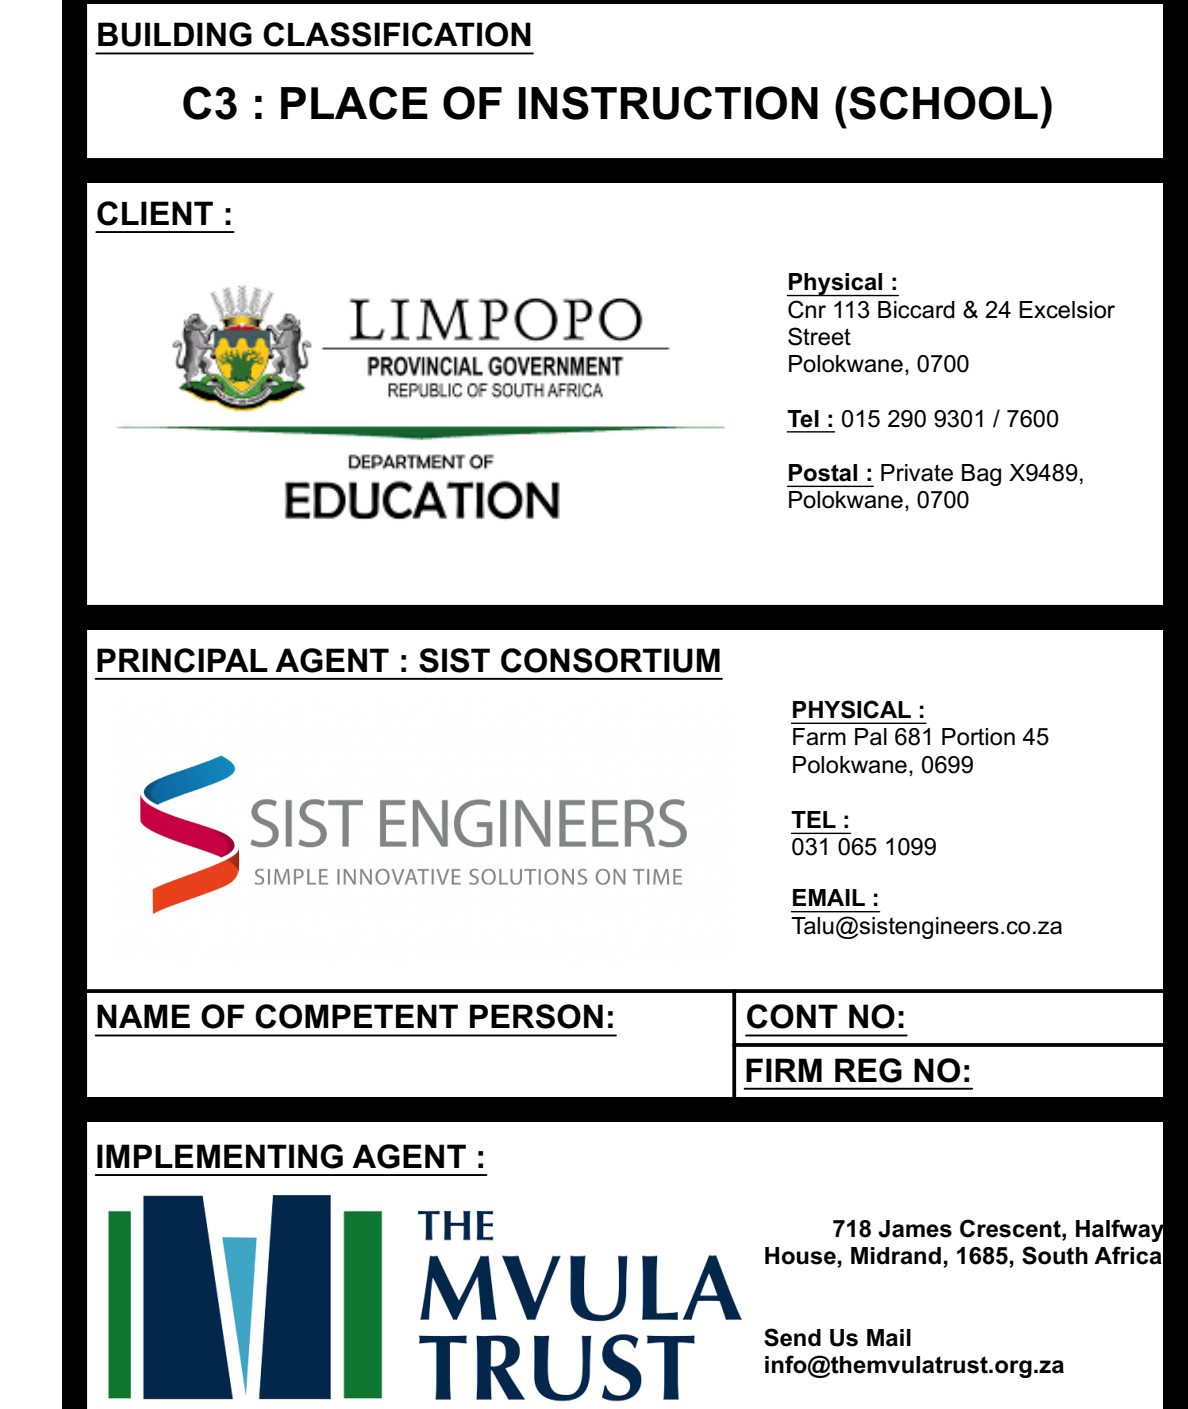 BUILDING CLASSIFICATION
C3 : PLACE OF INSTRUCTION (SCHOOL)
CLIENT :
LIMPOPO
PROVINCIAL GOVERNMENT
REPUBLIC OF SOUTH AFRICA
DEPARTMENT OF
EDUCATION
Physical :
Cnr 113 Biccard & 24 Excelsior
Street
Polokwane, 0700
Tel : 015 290 9301 / 7600
Postal : Private Bag X9489,
Polokwane, 0700
PRINCIPAL AGENT : SIST CONSORTIUM
SIST ENGINEERS
SIMPLE INNOVATIVE SOLUTIONS ON TIME
PHYSICAL :
Farm Pal 681 Portion 45
Polokwane, 0699
TEL :
031 065 1099
EMAIL :
Talu@sistengineers.co.za
NAME OF COMPETENT PERSON:
CONT NO:
FIRM REG NO:
IMPLEMENTING AGENT :
THE
MVULA
TRUST
718 James Crescent, Halfway
House, Midrand, 1685, South Africa
Send Us Mail
info@themvulatrust.org.za